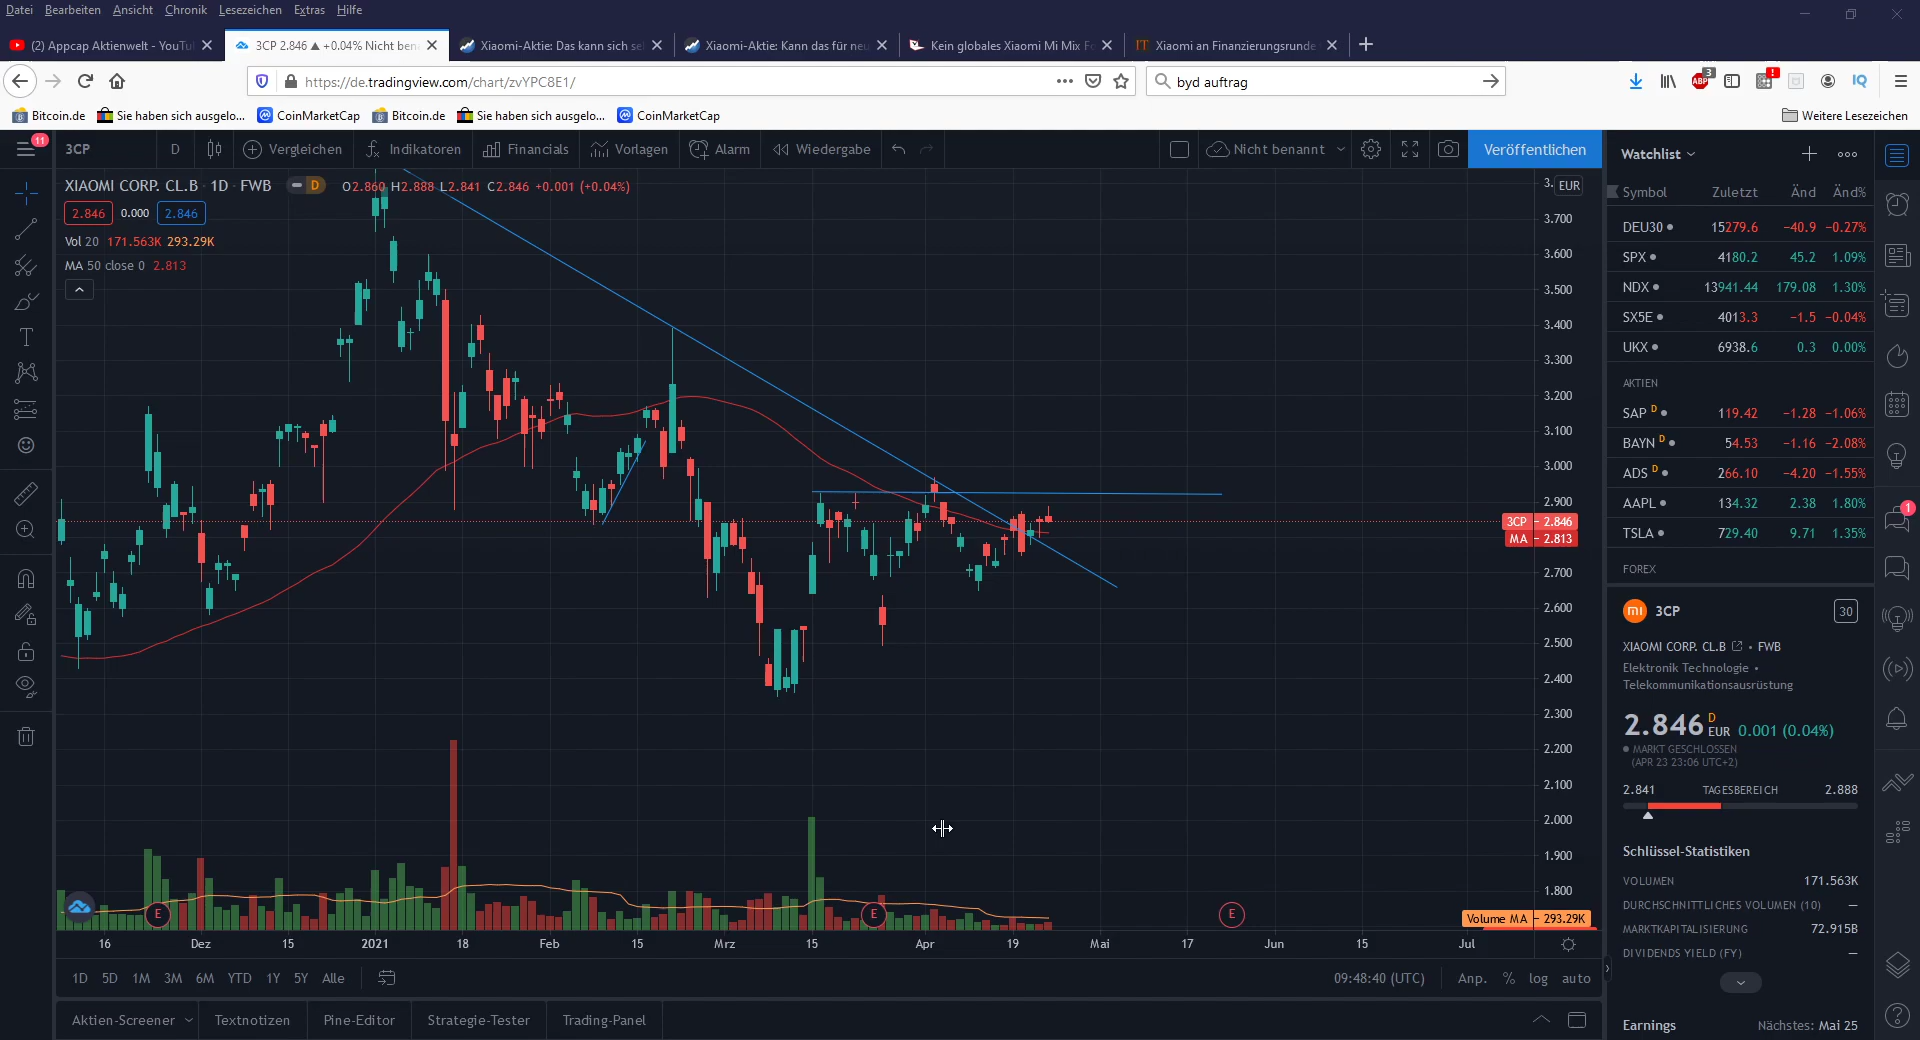 Datei Bearbeiten Ansicht Chronik Lesezeichen Extras Hilfe
(2) Appcap Aktienwelt - YouTu
3CP 2.846 ▲ +0.04% Nicht ben
Xiaomi-Aktie: Das kann sich se
Xiaomi-Aktie: Kann das für neu
Kein globales Xiaomi Mi Mix Fo
Xiaomi an Finanzierungsrunde
https://de.tradingview.com/chart/zvYPC8E1/
byd auftrag
ABP 3
IQ
Bitcoin.de Sie haben sich ausgelo... CoinMarketCap Bitcoin.de Sie haben sich ausgelo... CoinMarketCap Weitere Lesezeichen
11 3CP D Vergleichen Indikatoren Financials Vorlagen Alarm Wiedergabe Nicht benannt Veröffentlichen
XIAOMI CORP. CL.B · 1D · FWB D O2.860 H2.888 L2.841 C2.846 +0.001 (+0.04%)
2.846 0.000 2.846
Vol 20 171.563K 293.29K
MA 50 close 0 2.813
3. EUR
3.700
3.600
3.500
3.400
3.300
3.200
3.100
3.000
2.900
3CP 2.846
MA 2.813
2.700
2.600
2.500
2.400
2.300
2.200
2.100
2.000
1.900
1.800
E E E
Volume MA 293.29K
16 Dez 15 2021 18 Feb 15 Mrz 15 Apr 19 Mai 17 Jun 15 Jul
1D 5D 1M 3M 6M YTD 1Y 5Y Alle 09:48:40 (UTC) Anp. % log auto
Aktien-Screener Textnotizen Pine-Editor Strategie-Tester Trading-Panel
Watchlist
Symbol Zuletzt Änd Änd%
DEU30 15279.6 −40.9 −0.27%
SPX 4180.2 45.2 1.09%
NDX 13941.44 179.08 1.30%
SX5E 4013.3 −1.5 −0.04%
UKX 6938.6 0.3 0.00%
AKTIEN
SAP D 119.42 −1.28 −1.06%
BAYN D 54.53 −1.16 −2.08%
ADS D 266.10 −4.20 −1.55%
AAPL 134.32 2.38 1.80%
TSLA 729.40 9.71 1.35%
FOREX
3CP 30
XIAOMI CORP. CL.B • FWB
Elektronik Technologie •
Telekommunikationsausrüstung
2.846 D EUR 0.001 (0.04%)
MARKT GESCHLOSSEN
(APR 23 23:06 UTC+2)
2.841 TAGESBEREICH 2.888
Schlüssel-Statistiken
VOLUMEN 171.563K
DURCHSCHNITTLICHES VOLUMEN (10) —
MARKTKAPITALISIERUNG 72.915B
DIVIDENDS YIELD (FY) —
Earnings Nächstes: Mai 25
1